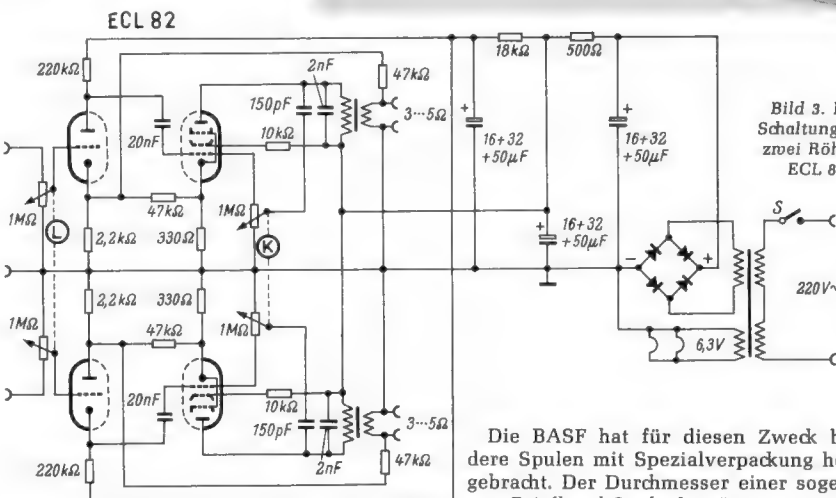 ECL 82
220kΩ
2nF
47kΩ
18kΩ
500Ω
150pF
3···5Ω
20nF
10kΩ
+
16+32
+50µF
+
16+32
+50µF
Bild 3.
Schaltung
zwei Röh
ECL 8
1MΩ
47kΩ
1MΩ
L
K
2,2kΩ
330Ω
+
16+32
+50µF
S
−
+
220V~
2,2kΩ
330Ω
1MΩ
47kΩ
1MΩ
6,3V
20nF
10kΩ
150pF
3···5Ω
2nF
47kΩ
220kΩ
Die BASF hat für diesen Zweck b
dere Spulen mit Spezialverpackung he
gebracht. Der Durchmesser einer soge